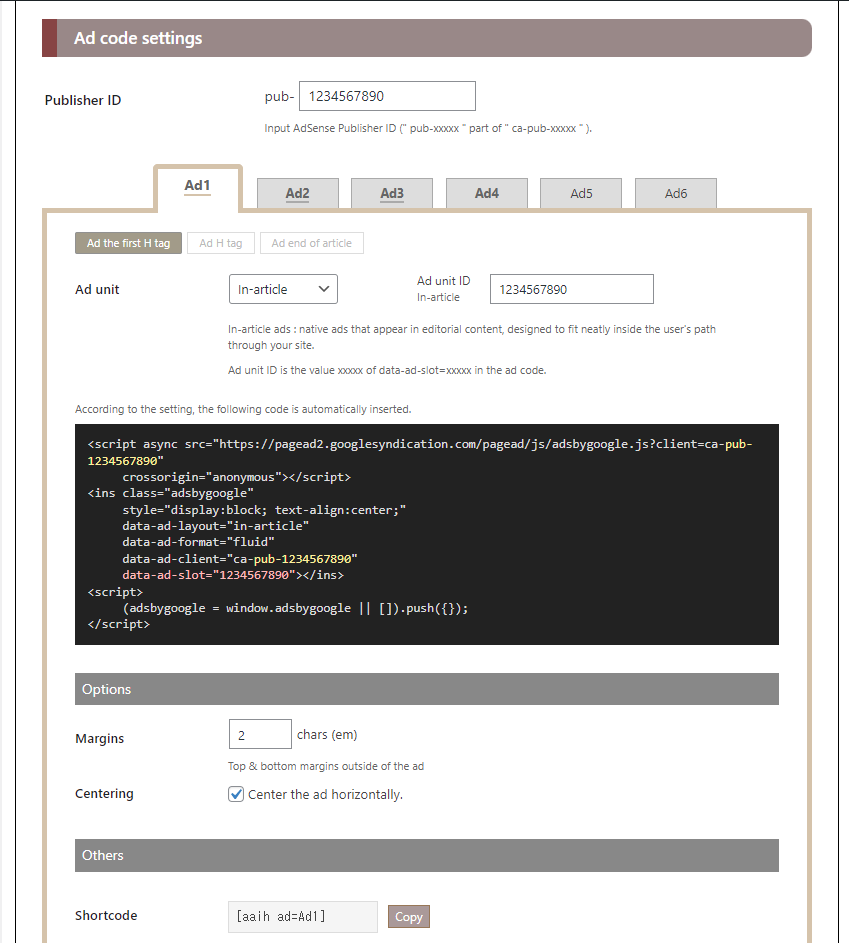 Ad code settings
Publisher ID
pub- 1234567890
Input AdSense Publisher ID (" pub-xxxxx " part of " ca-pub-xxxxx " ).
Ad1 Ad2 Ad3 Ad4 Ad5 Ad6
Ad the first H tag Ad H tag Ad end of article
Ad unit In-article Ad unit ID 1234567890
In-article
In-article ads : native ads that appear in editorial content, designed to fit neatly inside the user's path
through your site.
Ad unit ID is the value xxxxx of data-ad-slot=xxxxx in the ad code.
According to the setting, the following code is automatically inserted.
<script async src="https://pagead2.googlesyndication.com/pagead/js/adsbygoogle.js?client=ca-pub-
1234567890"
     crossorigin="anonymous"></script>
<ins class="adsbygoogle"
     style="display:block; text-align:center;"
     data-ad-layout="in-article"
     data-ad-format="fluid"
     data-ad-client="ca-pub-1234567890"
     data-ad-slot="1234567890"></ins>
<script>
     (adsbygoogle = window.adsbygoogle || []).push({});
</script>
Options
Margins 2 chars (em)
Top & bottom margins outside of the ad
Centering Center the ad horizontally.
Others
Shortcode [aaih ad=Ad1] Copy